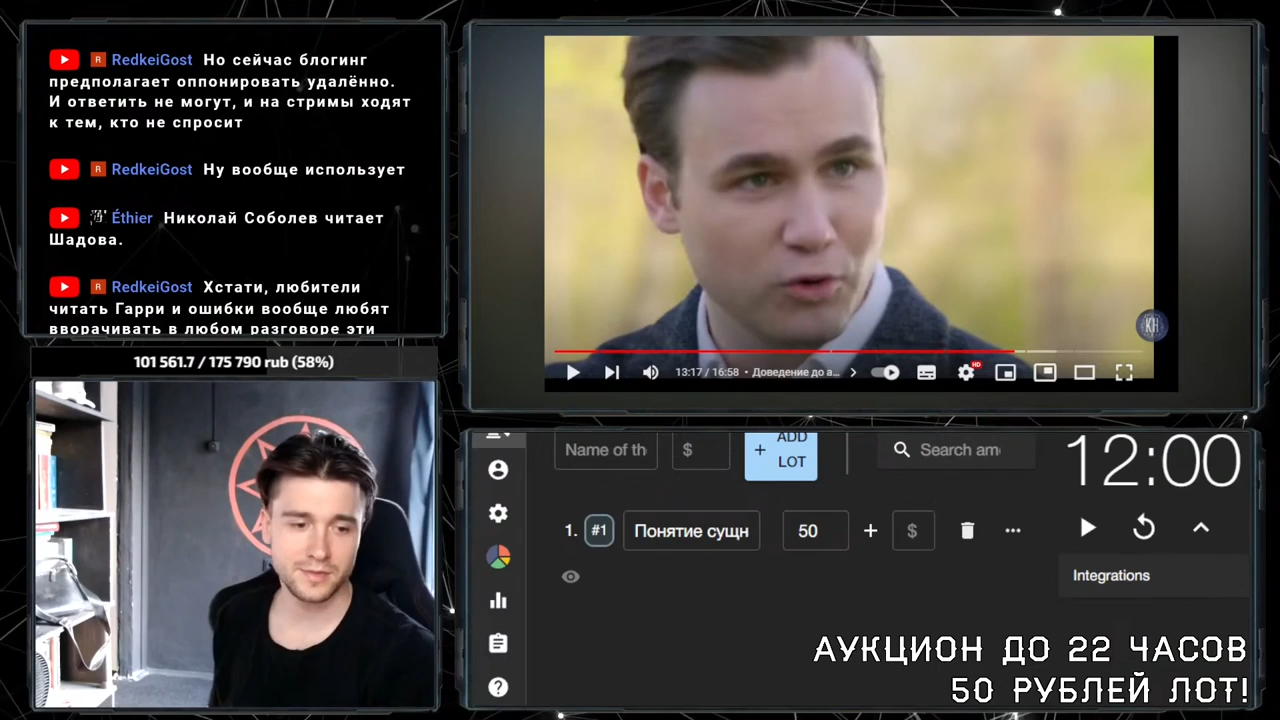 RedkeiGost Но сейчас блогинг
предполагает оппонировать удалённо.
И ответить не могут, и на стримы ходят
к тем, кто не спросит
RedkeiGost Ну вообще использует
Éthier Николай Соболев читает
Шадова.
RedkeiGost Хстати, любители
читать Гарри и ошибки вообще любят
вворачивать в любом разговоре эти
101 561.7 / 175 790 rub (58%)
KH
HD
13:17 / 16:58 • Доведение до а...
Name of th
$
+ ADD
LOT
Search am
12:00
1. #1 Понятие сущн 50 + $
Integrations
АУКЦИОН ДО 22 ЧАСОВ
50 РУБЛЕЙ ЛОТ!